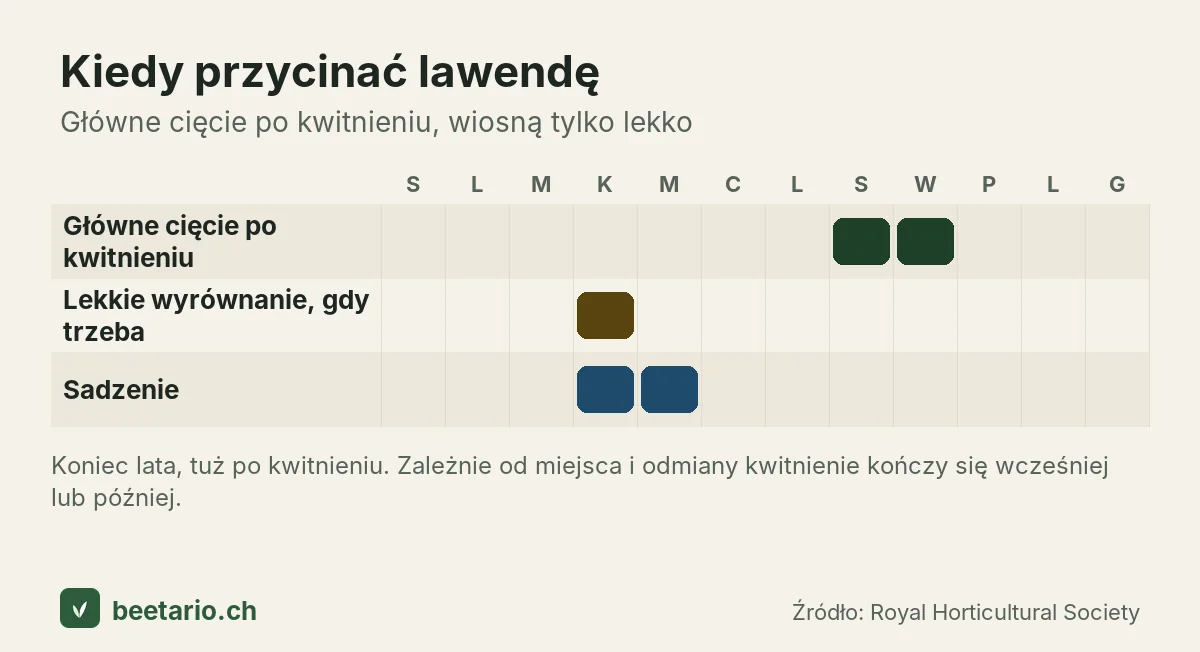 Kiedy przycinać lawendę
Główne cięcie po kwitnieniu, wiosną tylko lekko
S L M K M C L S W P L G
Główne cięcie po
kwitnieniu
Lekkie wyrównanie, gdy
trzeba
Sadzenie
Koniec lata, tuż po kwitnieniu. Zależnie od miejsca i odmiany kwitnienie kończy się wcześniej
lub później.
beetario.ch
Źródło: Royal Horticultural Society